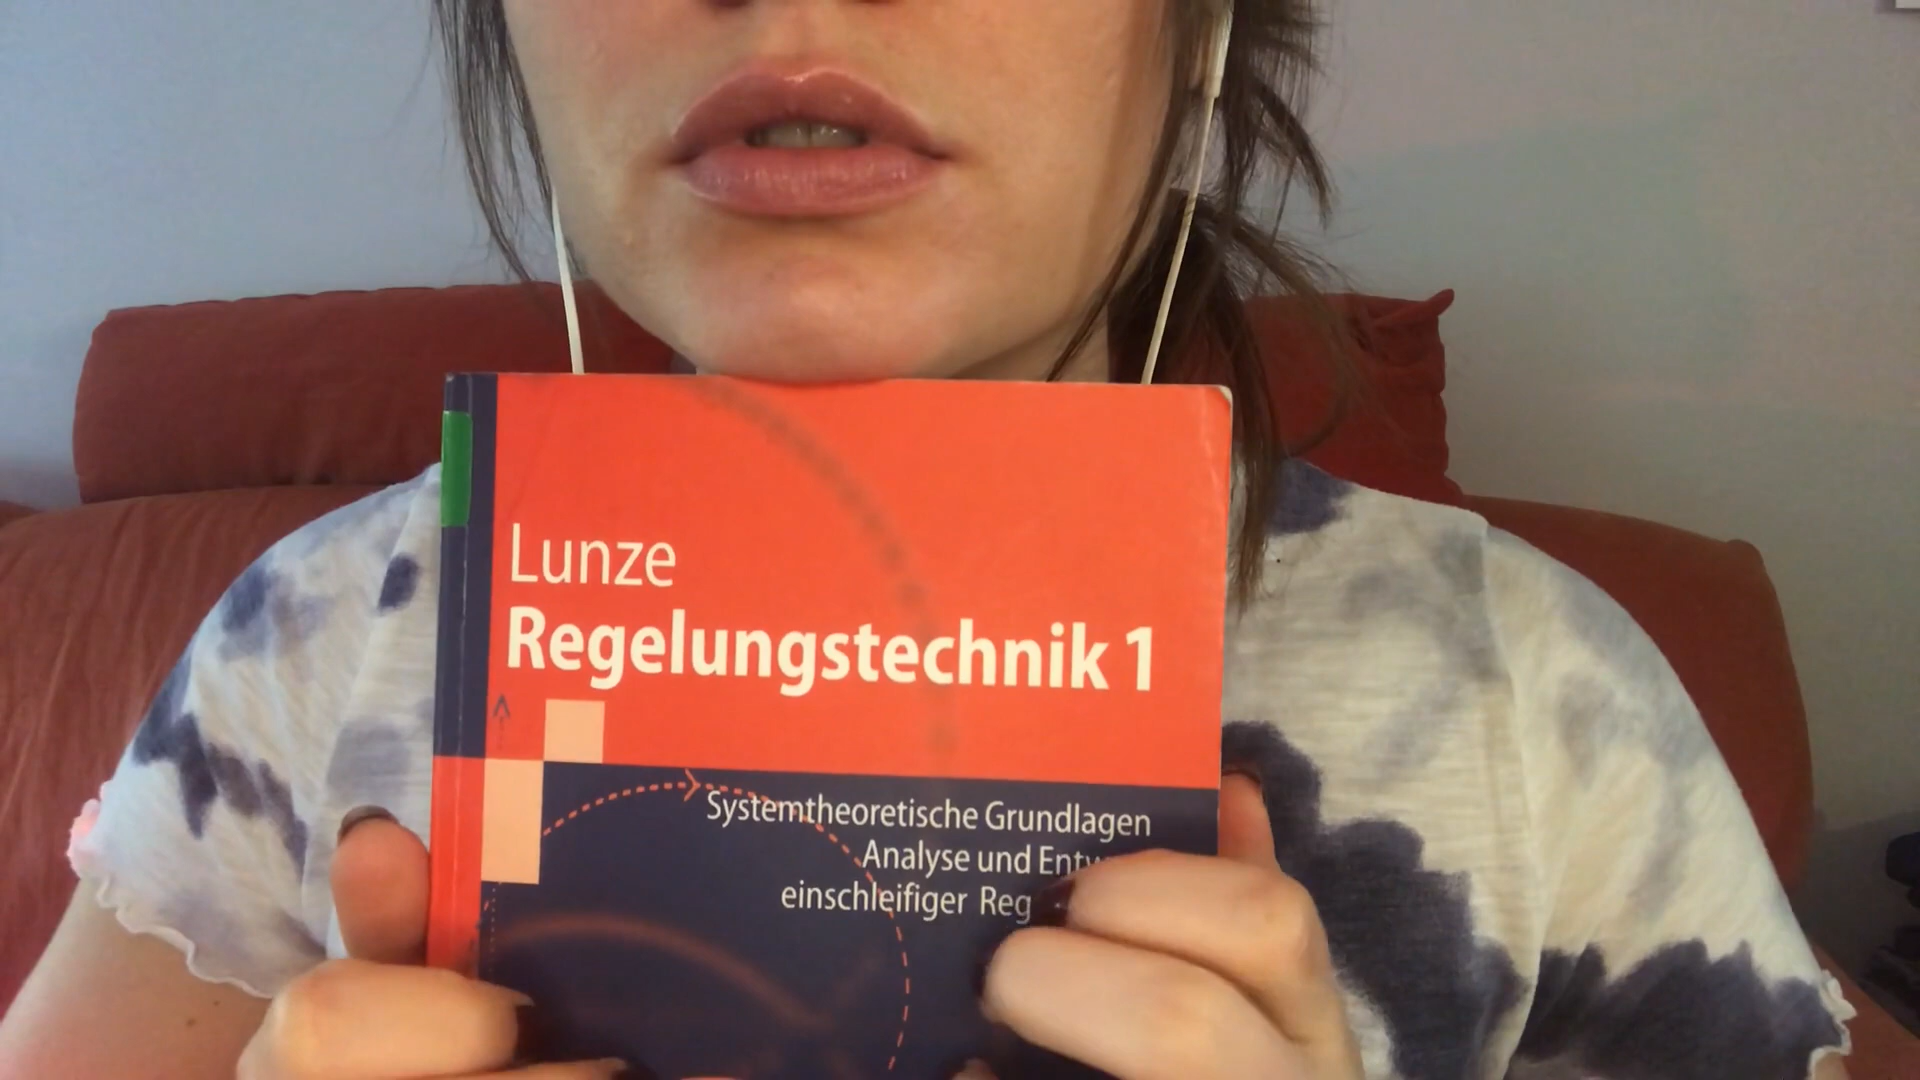 Lunze
Regelungstechnik 1
Systemtheoretische Grundlagen
Analyse und
einschleifiger